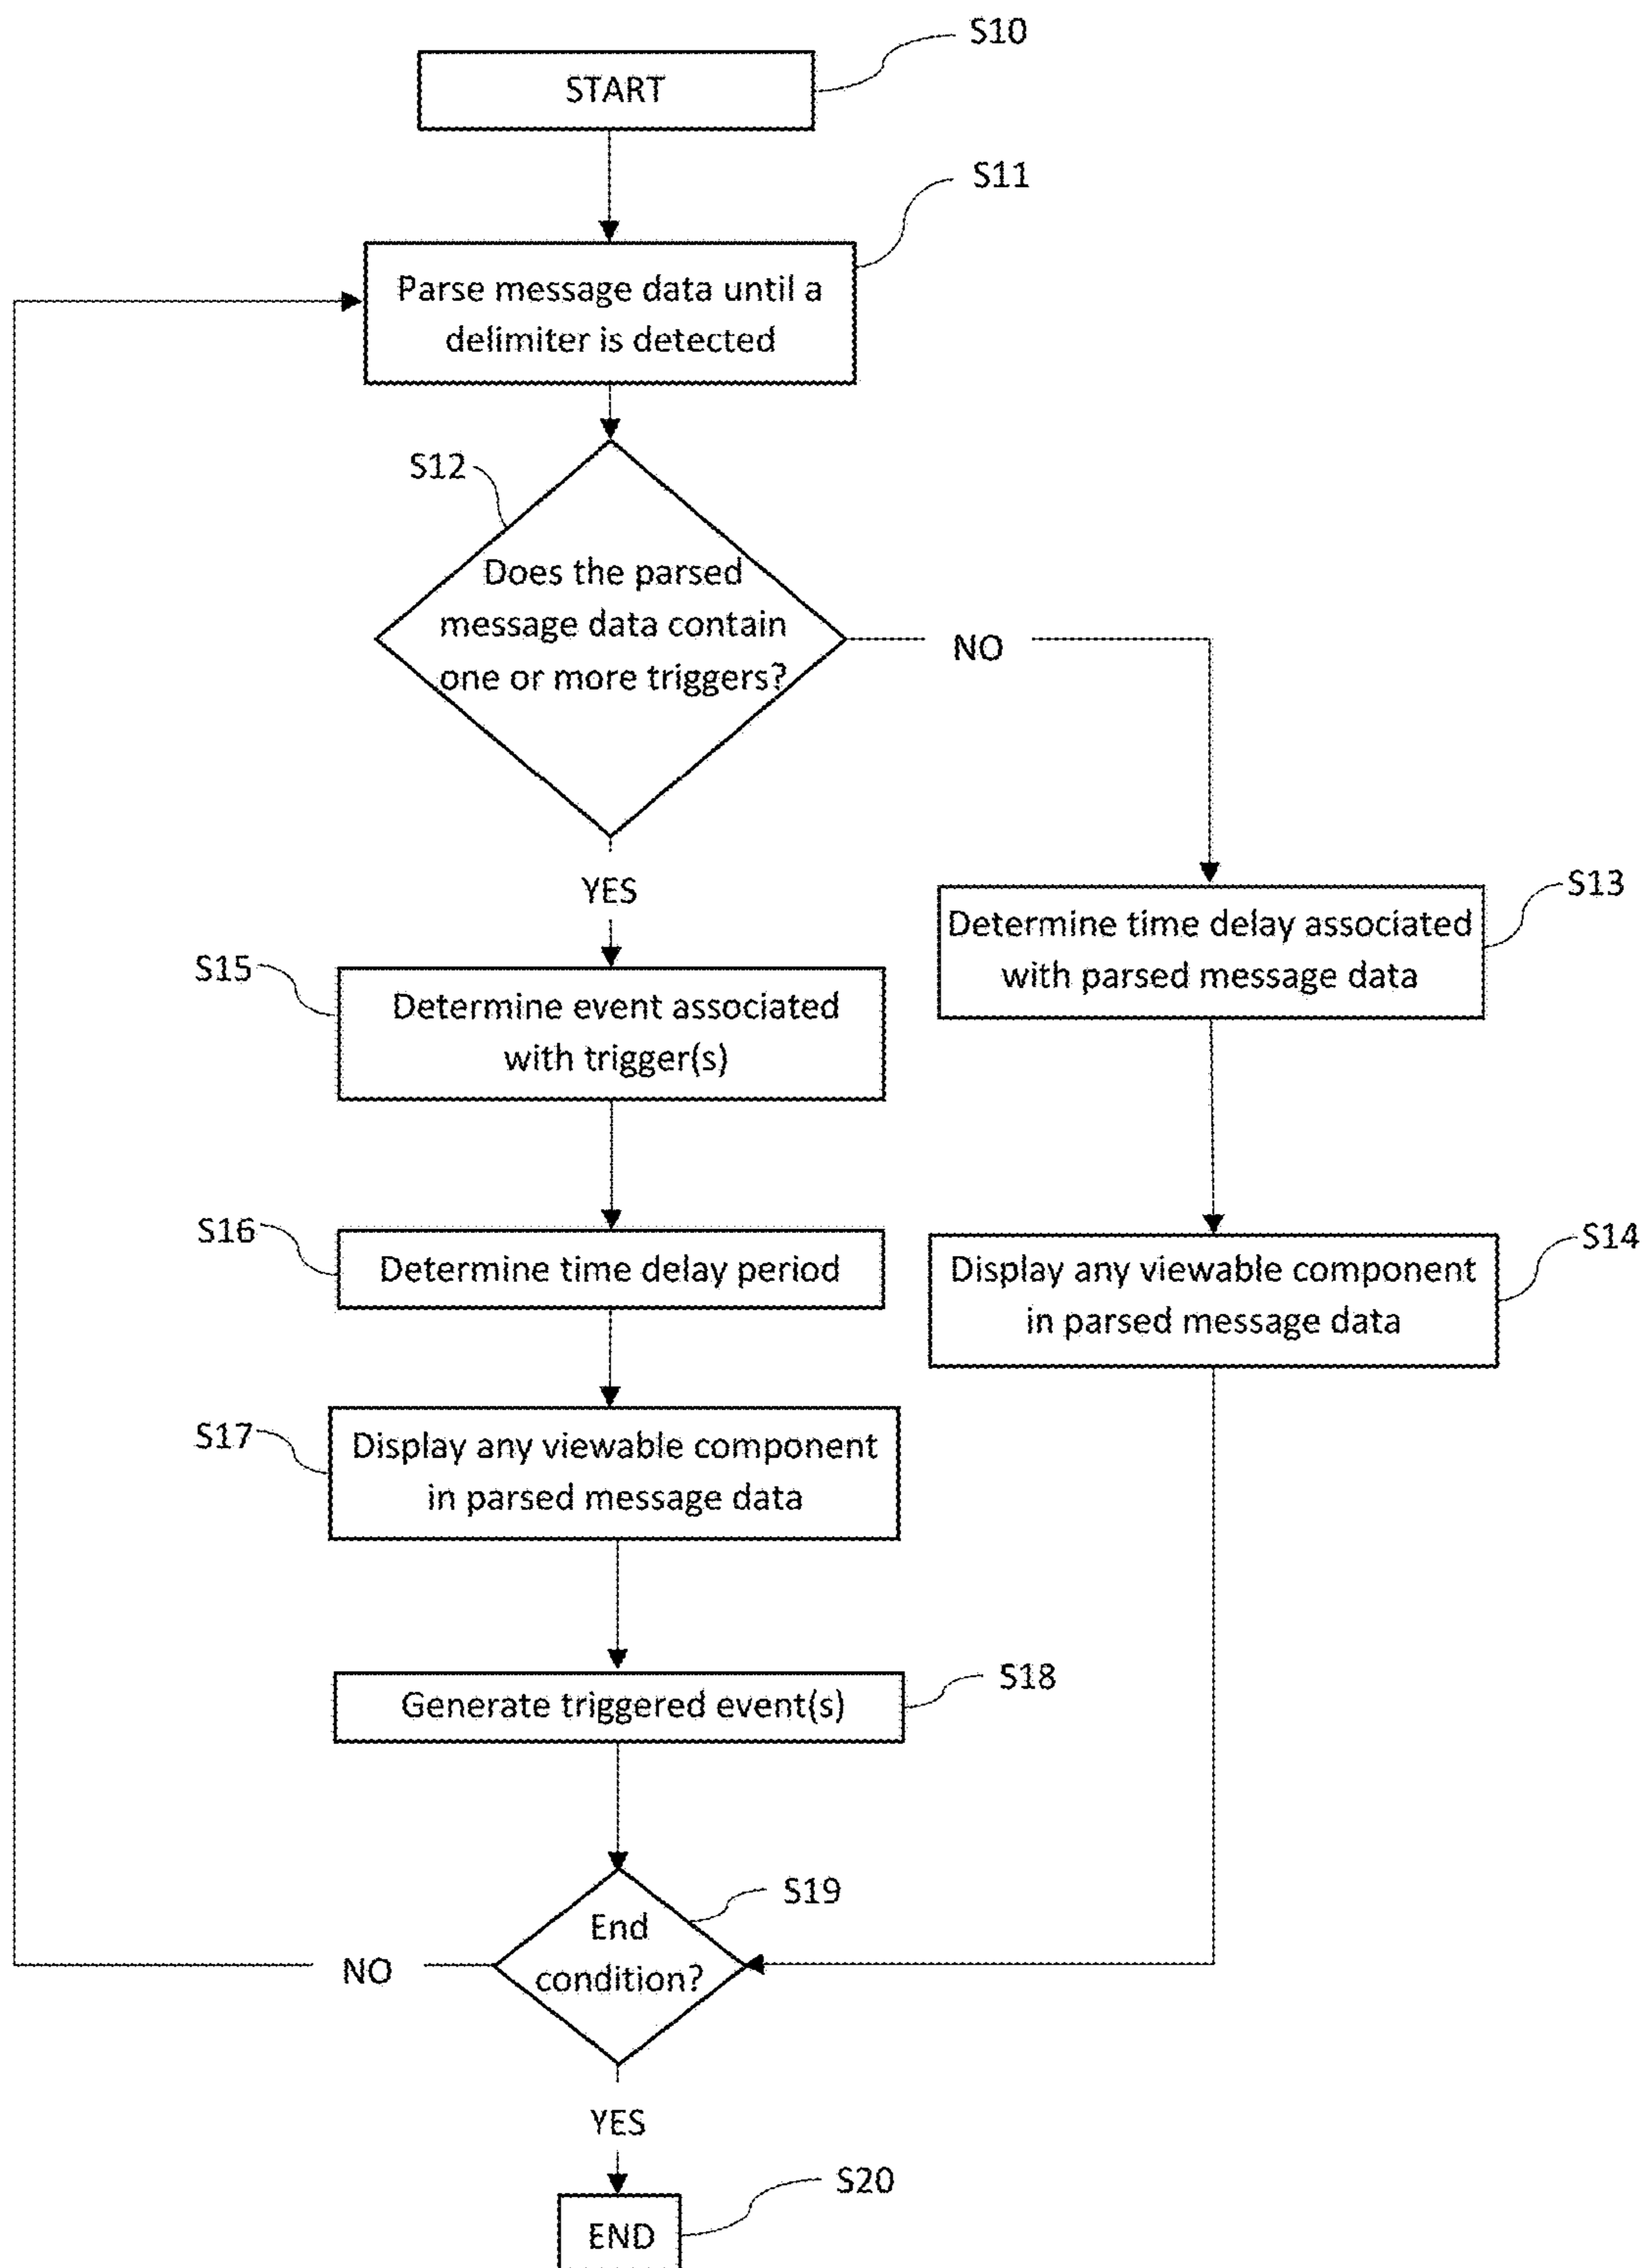 S10
START
S11
Parse message data until a
delimiter is detected
S12
Does the parsed
message data contain
one or more triggers?
NO
YES
S13
Determine time delay associated
with parsed message data
S15
Determine event associated
with trigger(s)
S16
Determine time delay period
S14
Display any viewable component
in parsed message data
S17
Display any viewable component
in parsed message data
S18
Generate triggered event(s)
S19
End
condition?
NO
YES
S20
END